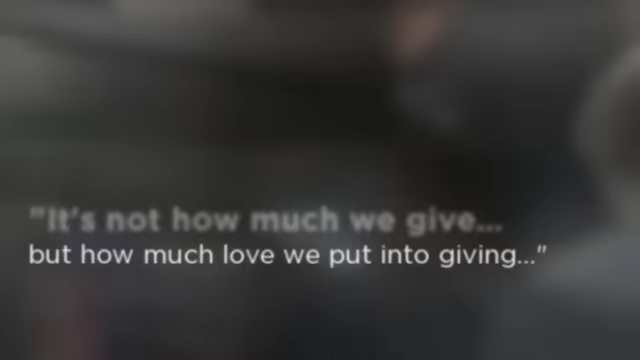 "It's not how much we give...
but how much love we put into giving..."